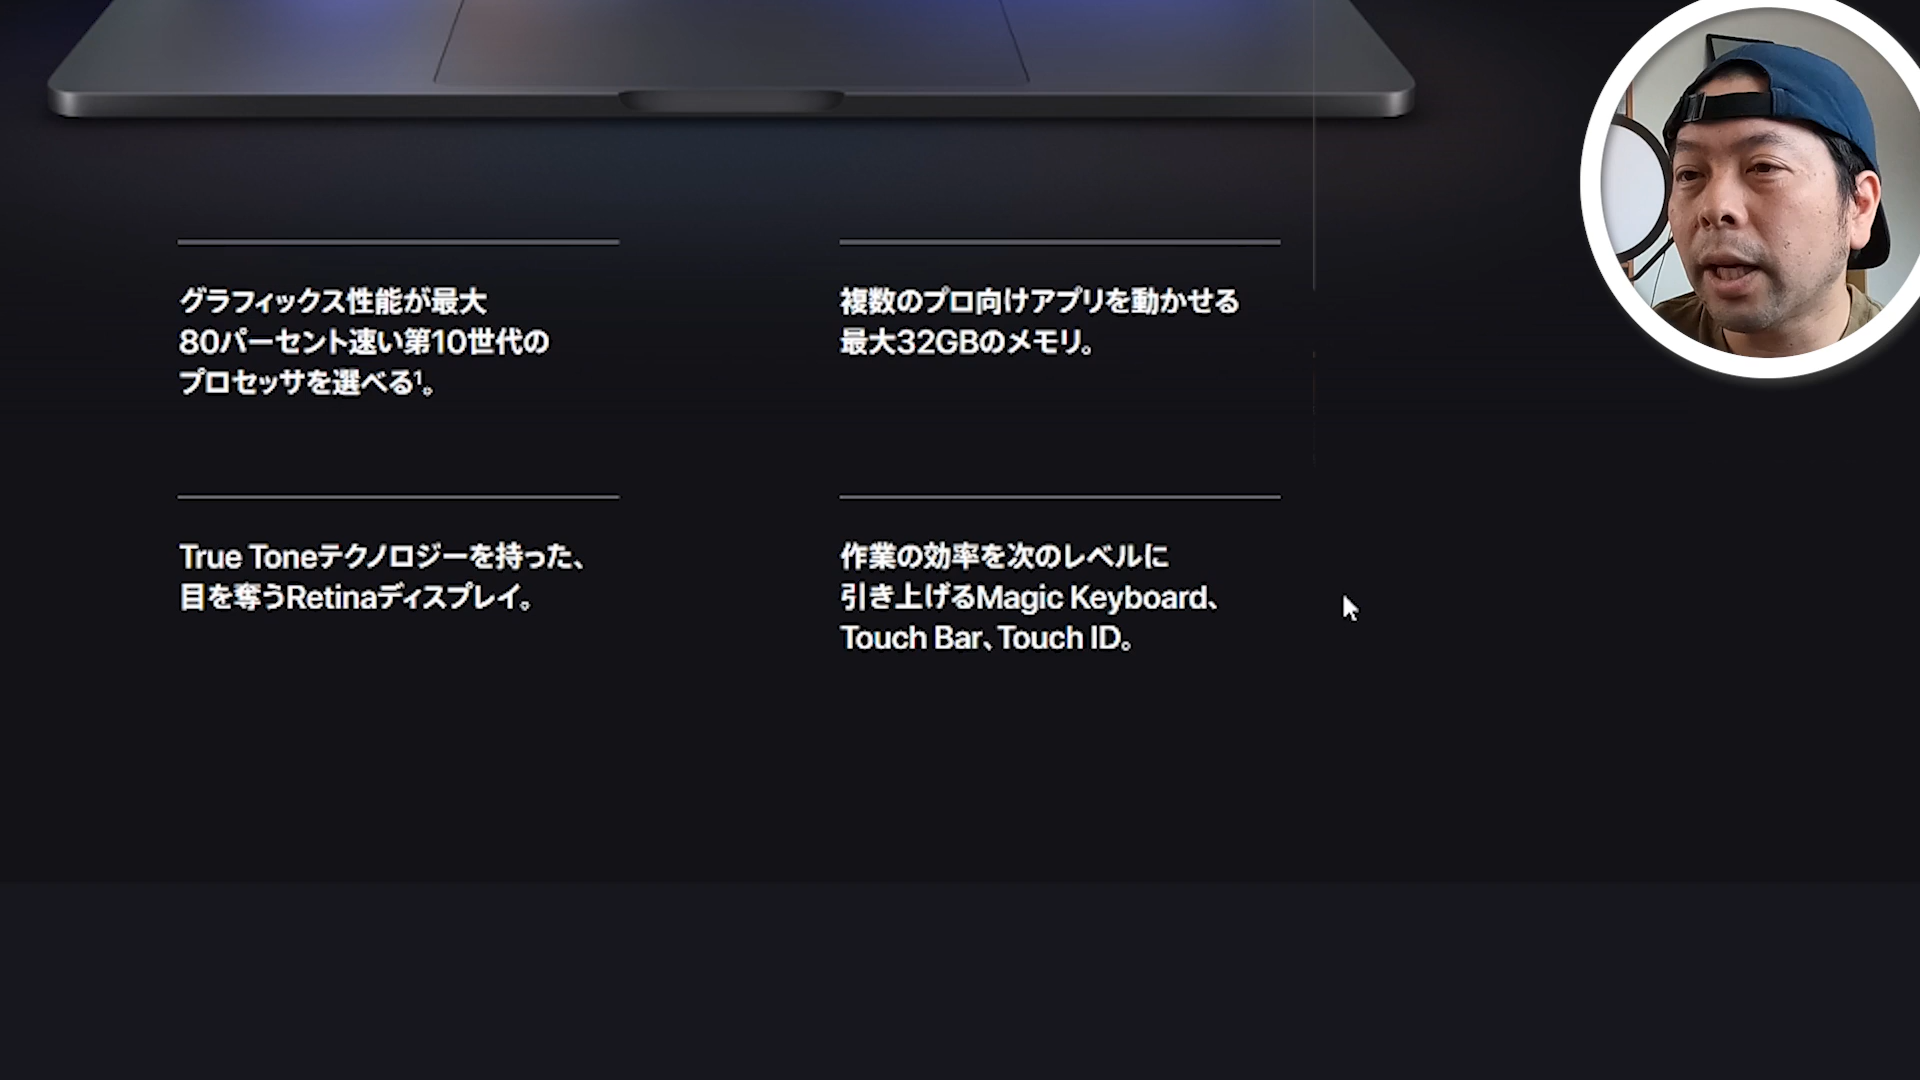 グラフィックス性能が最大
80パーセント速い第10世代の
プロセッサを選べる¹。
複数のプロ向けアプリを動かせる
最大32GBのメモリ。
True Toneテクノロジーを持った、
目を奪うRetinaディスプレイ。
作業の効率を次のレベルに
引き上げるMagic Keyboard、
Touch Bar、Touch ID。